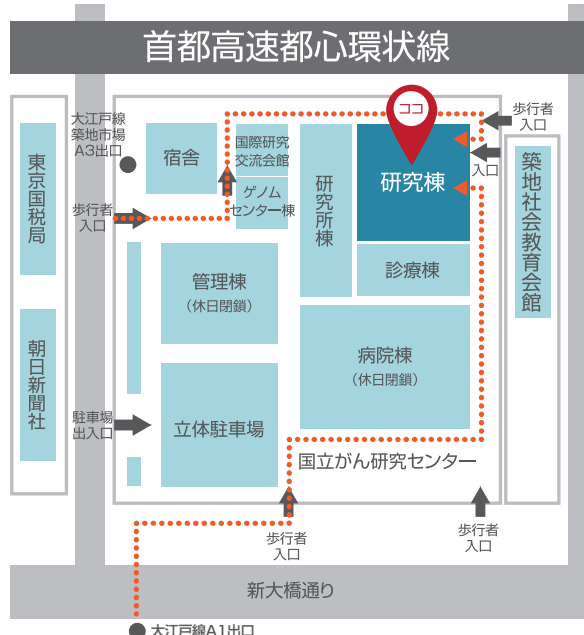 首都高速都心環状線
ココ
大江戸線
築地市場
A3出口
歩行者
入口
宿舎
国際研究
交流会館
ゲノム
センター棟
研究所棟
研究棟
入口
築地社会教育会館
東京国税局
歩行者
入口
診療棟
管理棟
（休日閉鎖）
朝日新聞社
病院棟
（休日閉鎖）
駐車場
出入口
立体駐車場
国立がん研究センター
歩行者
入口
歩行者
入口
新大橋通り
大江戸線A1出口